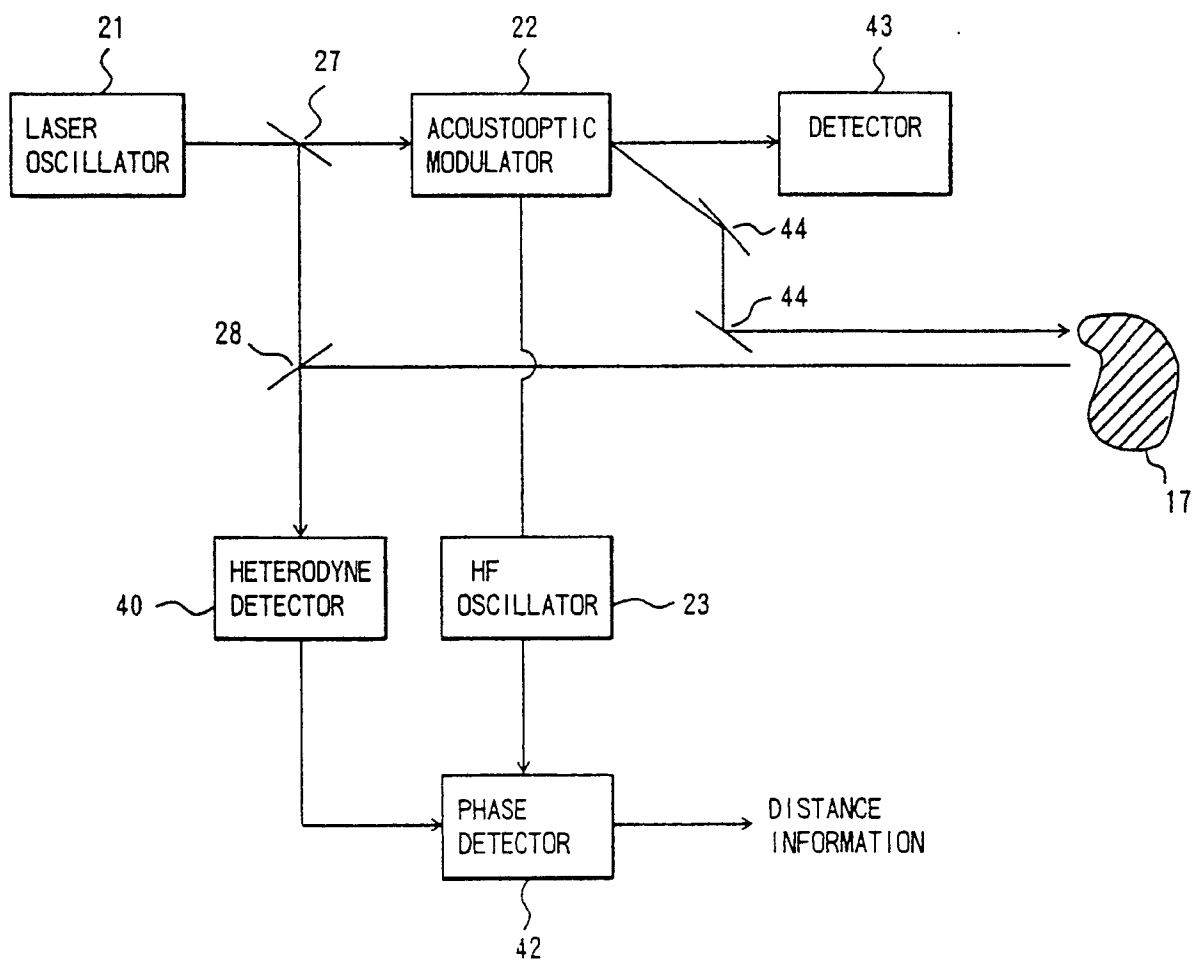 21
22
43
27
LASER
OSCILLATOR
ACOUSTOOPTIC
MODULATOR
DETECTOR
44
44
28
17
HETERODYNE
DETECTOR
HF
OSCILLATOR
40
23
PHASE
DETECTOR
DISTANCE
INFORMATION
42